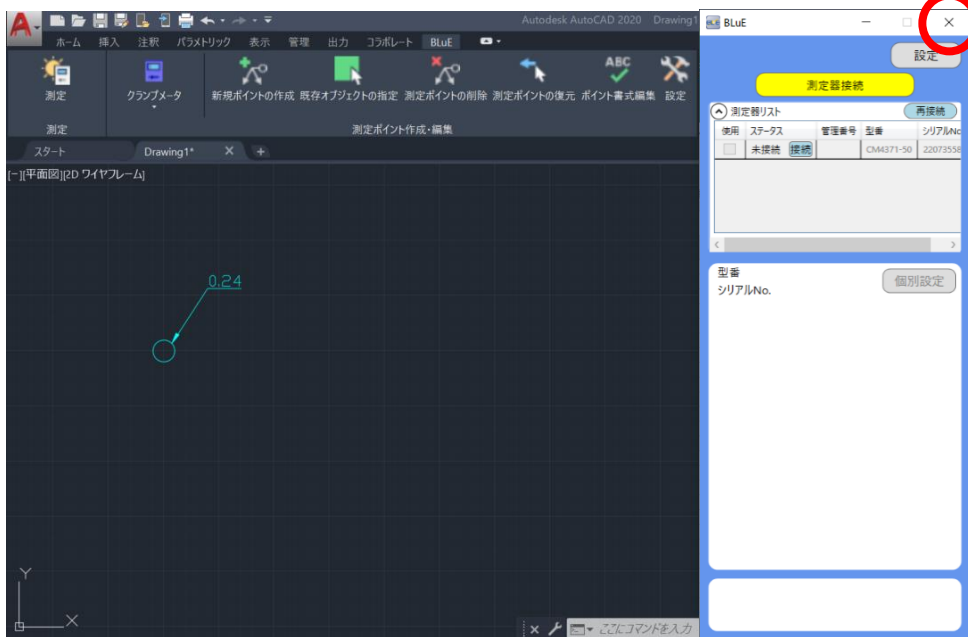 Autodesk AutoCAD 2020 Drawing1
ホーム 挿入 注釈 パラメトリック 表示 管理 出力 コラボレート BLuE
測定 クランプメータ 新規ポイントの作成 既存オブジェクトの指定 測定ポイントの削除 測定ポイントの復元 ABC ポイント書式編集 設定
測定 測定ポイント作成・編集
スタート Drawing1* +
[-][平面図][2D ワイヤフレーム]
0.24
Y
X
ここにコマンドを入力
BLuE
設定
測定器接続
測定器リスト 再接続
使用 ステータス 管理番号 型番 シリアルNo
未接続 接続 CM4371-50 22073558
型番 個別設定
シリアルNo.